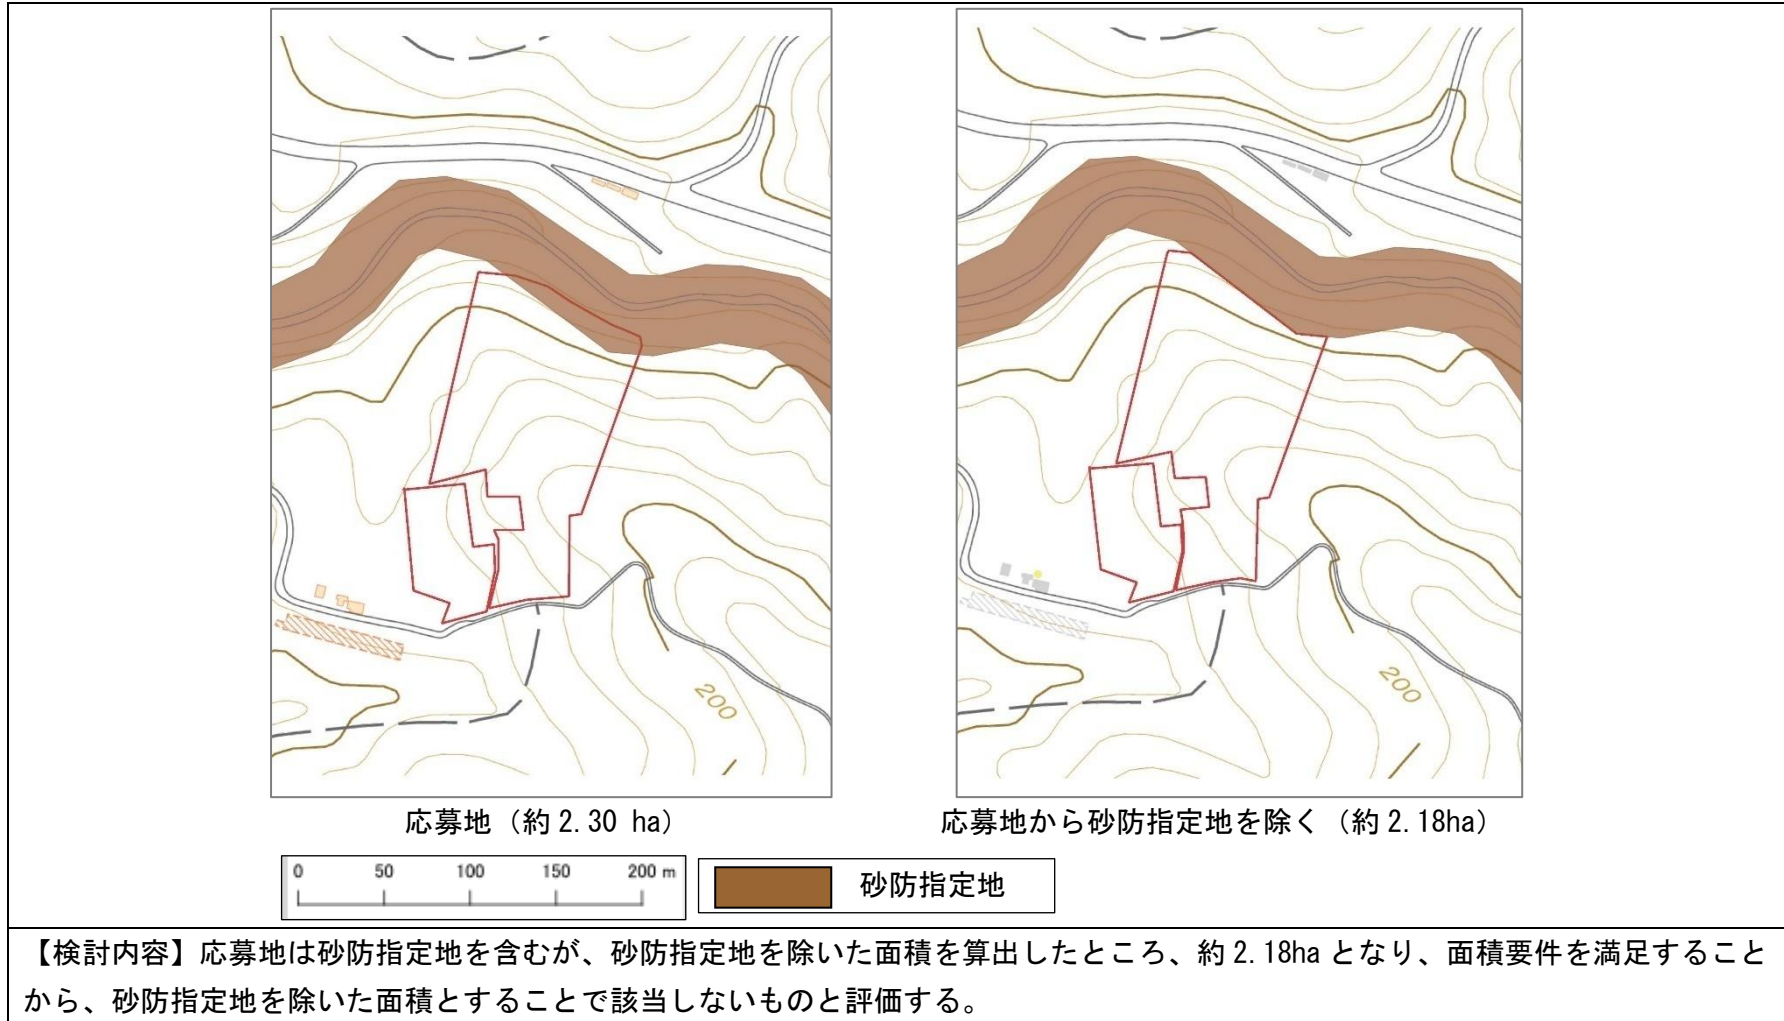 200
200
応募地（約 2.30 ha）
応募地から砂防指定地を除く（約 2.18ha）
0 50 100 150 200 m
砂防指定地
【検討内容】応募地は砂防指定地を含むが、砂防指定地を除いた面積を算出したところ、約 2.18ha となり、面積要件を満足すること
から、砂防指定地を除いた面積とすることで該当しないものと評価する。